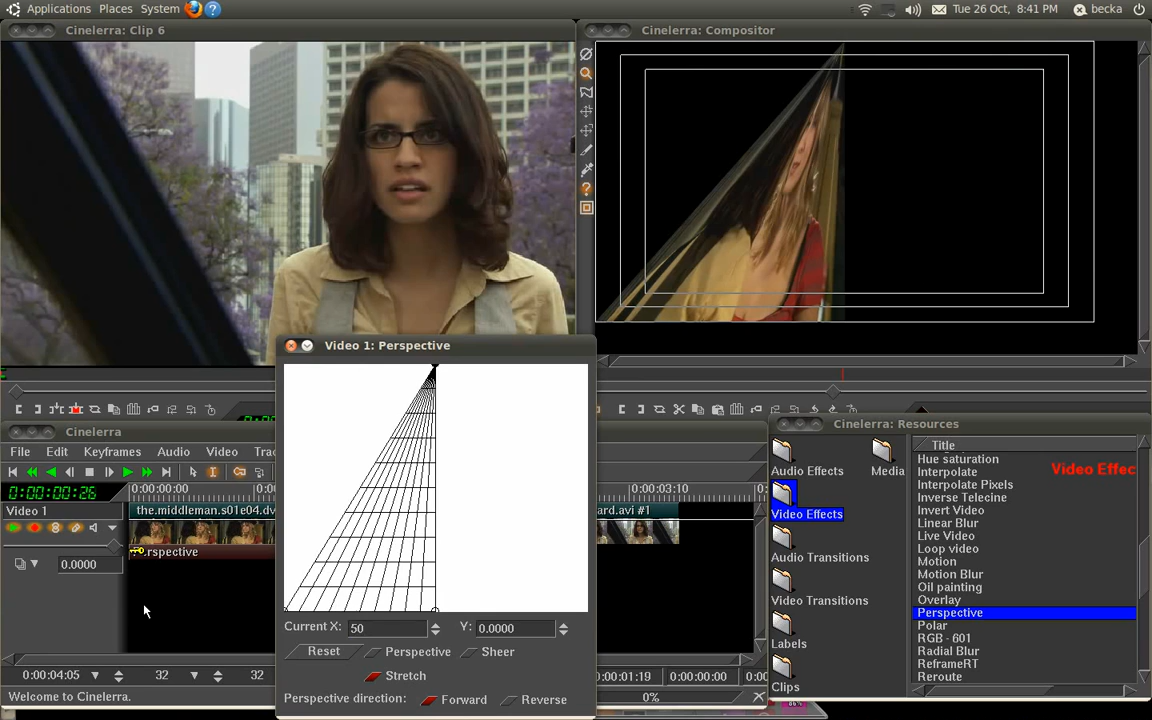 Applications Places System ? Tue 26 Oct, 8:41 PM becka
Cinelerra: Clip 6
Cinelerra: Compositor
Video 1: Perspective
Current X: 50 Y: 0.0000
Reset Perspective Sheer
Stretch
Perspective direction: Forward Reverse
Cinelerra
File Edit Keyframes Audio Video
0:00:00:26 0:00:00:00 0:00:03:10
Video 1 the.middleman.s01e04.dv ard.avi #1
rspective
0.0000
0:00:04:05 32 32 0:00:01:19 0:00:00:00
Welcome to Cinelerra. 0%
Cinelerra: Resources
Audio Effects
Media
Video Effects
Audio Transitions
Video Transitions
Labels
Clips
Title
Video Effec
Hue saturation
Interpolate
Interpolate Pixels
Inverse Telecine
Invert Video
Linear Blur
Live Video
Loop video
Motion
Motion Blur
Oil painting
Overlay
Perspective
Polar
RGB - 601
Radial Blur
ReframeRT
Reroute